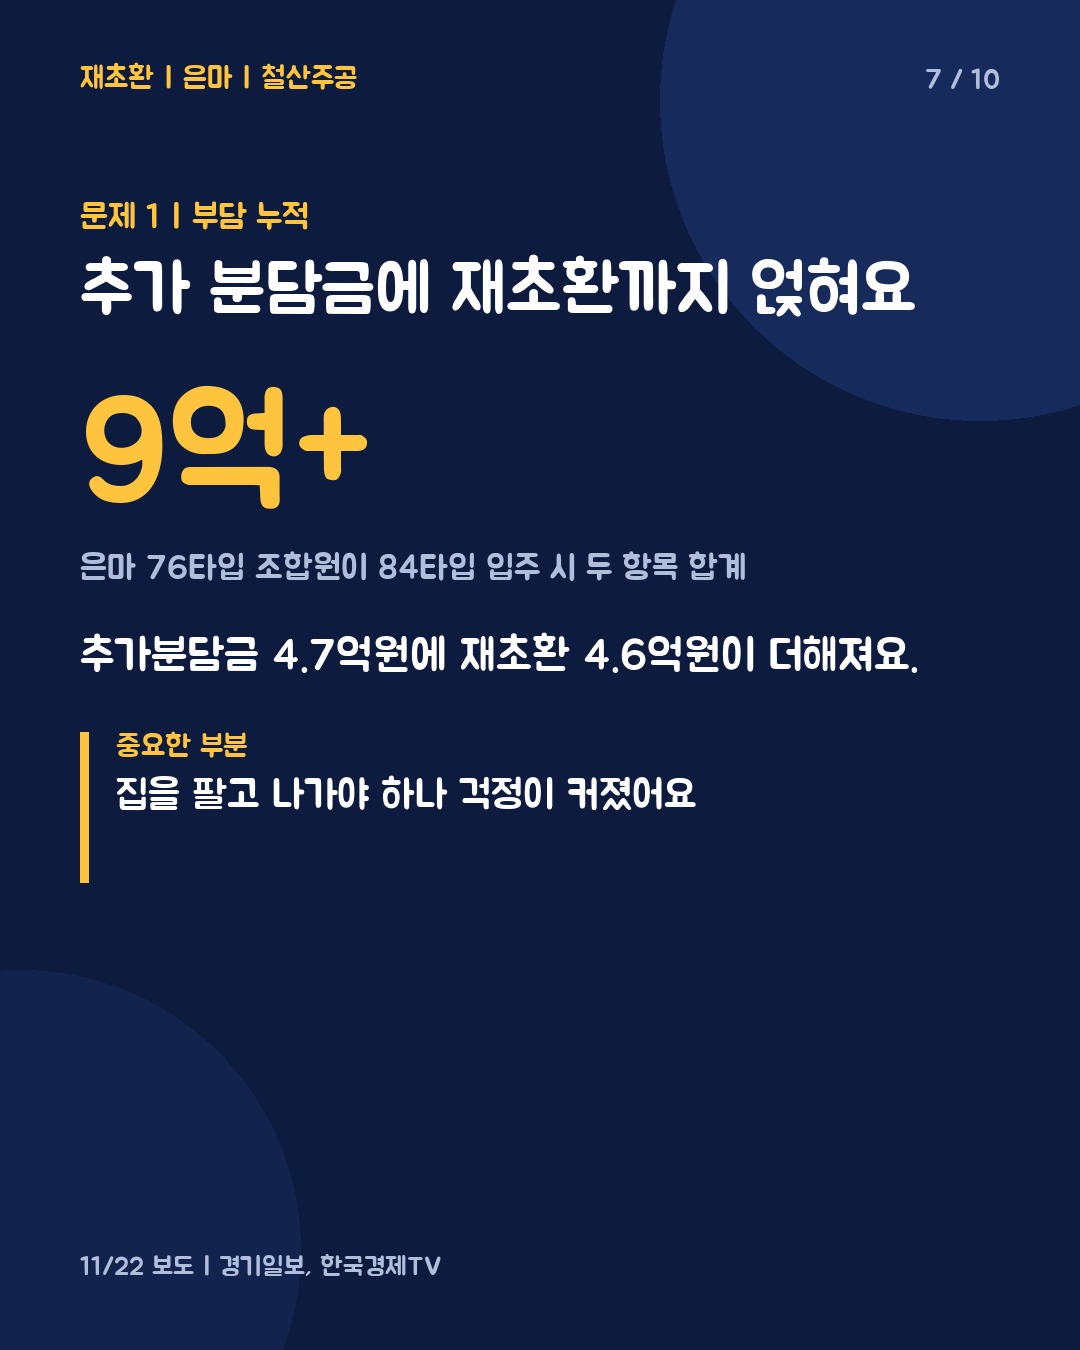 재초환 | 은마 | 철산주공
7 / 10
문제 1 | 부담 누적
추가 분담금에 재초환까지 얹혀요
9억+
은마 76타입 조합원이 84타입 입주 시 두 항목 합계
추가분담금 4.7억원에 재초환 4.6억원이 더해져요.
중요한 부분
집을 팔고 나가야 하나 걱정이 커졌어요
11/22 보도 | 경기일보, 한국경제TV